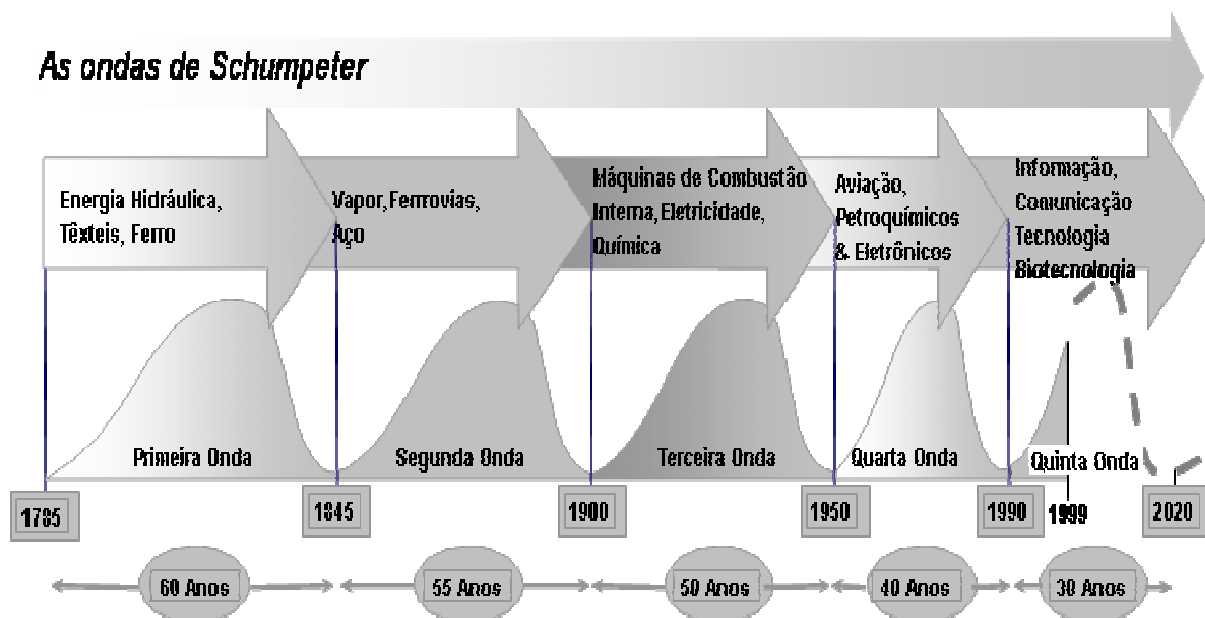 As ondas de Schumpeter
Energia Hidráulica,
Têxteis, Ferro
Vapor, Ferrrovias,
Aço
Máquinas de Combustão
Interna, Eletricidade,
Química
Aviação,
Petroquímicos
& Eletrônicos
Informação,
Comunicação
Tecnologia
Biotecnologia
Primeira Onda
Segunda Onda
Terceira Onda
Quarta Onda
Quinta Onda
1785
1845
1900
1950
1990
1999
2020
60 Anos
55 Anos
50 Anos
40 Anos
30 Anos